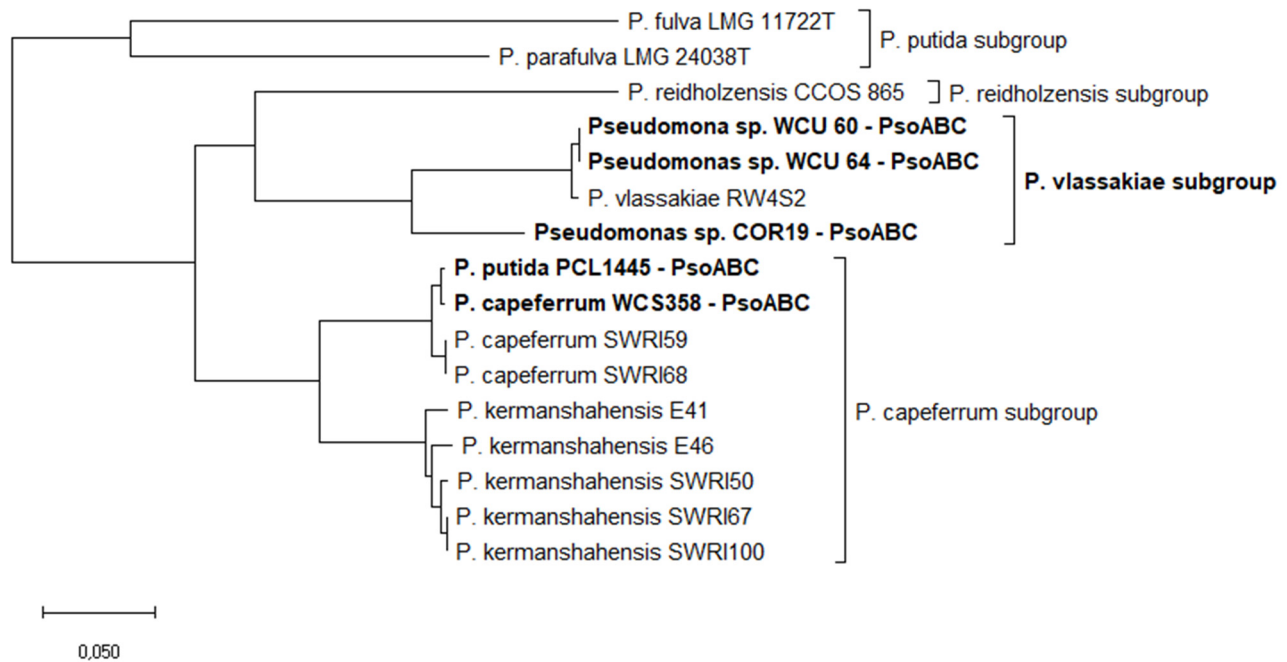 P. fulva LMG 11722T
P. parafulva LMG 24038T
P. putida subgroup
P. reidholzensis CCOS 865
P. reidholzensis subgroup
Pseudomona sp. WCU 60 - PsoABC
Pseudomonas sp. WCU 64 - PsoABC
P. vlassakiae RW4S2
Pseudomonas sp. COR19 - PsoABC
P. vlassakiae subgroup
P. putida PCL1445 - PsoABC
P. capeferrum WCS358 - PsoABC
P. capeferrum SWRI59
P. capeferrum SWRI68
P. kermanshahensis E41
P. kermanshahensis E46
P. kermanshahensis SWRI50
P. kermanshahensis SWRI67
P. kermanshahensis SWRI100
P. capeferrum subgroup
0,050